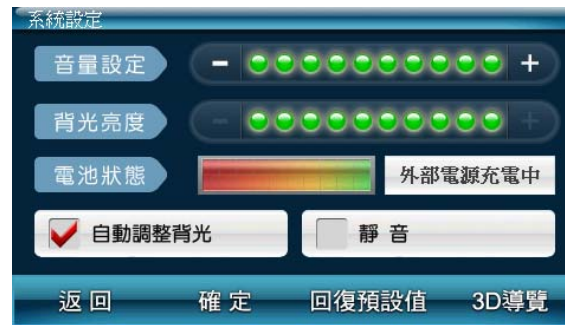 系統設定
音量設定 - +
背光亮度 - +
電池狀態 外部電源充電中
自動調整背光 靜音
返回 確定 回復預設值 3D導覽